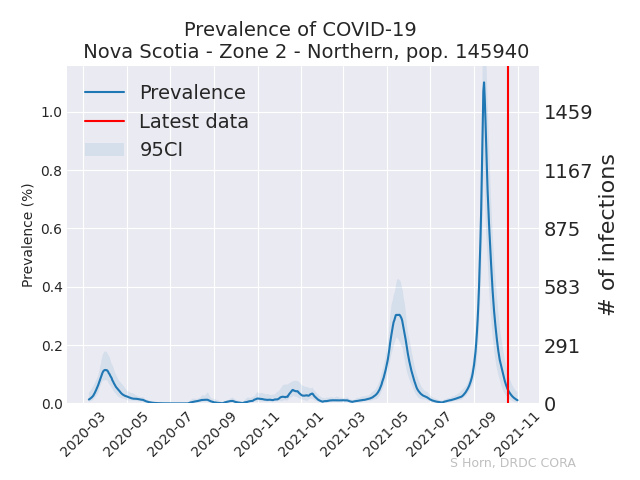 Prevalence of COVID-19
Nova Scotia - Zone 2 - Northern, pop. 145940
Prevalence
Latest data
95CI
Prevalence (%)
1.0
0.8
0.6
0.4
0.2
0.0
1459
1167
875
583
291
0
# of infections
2020-03
2020-05
2020-07
2020-09
2020-11
2021-01
2021-03
2021-05
2021-07
2021-09
2021-11
S Horn, DRDC CORA